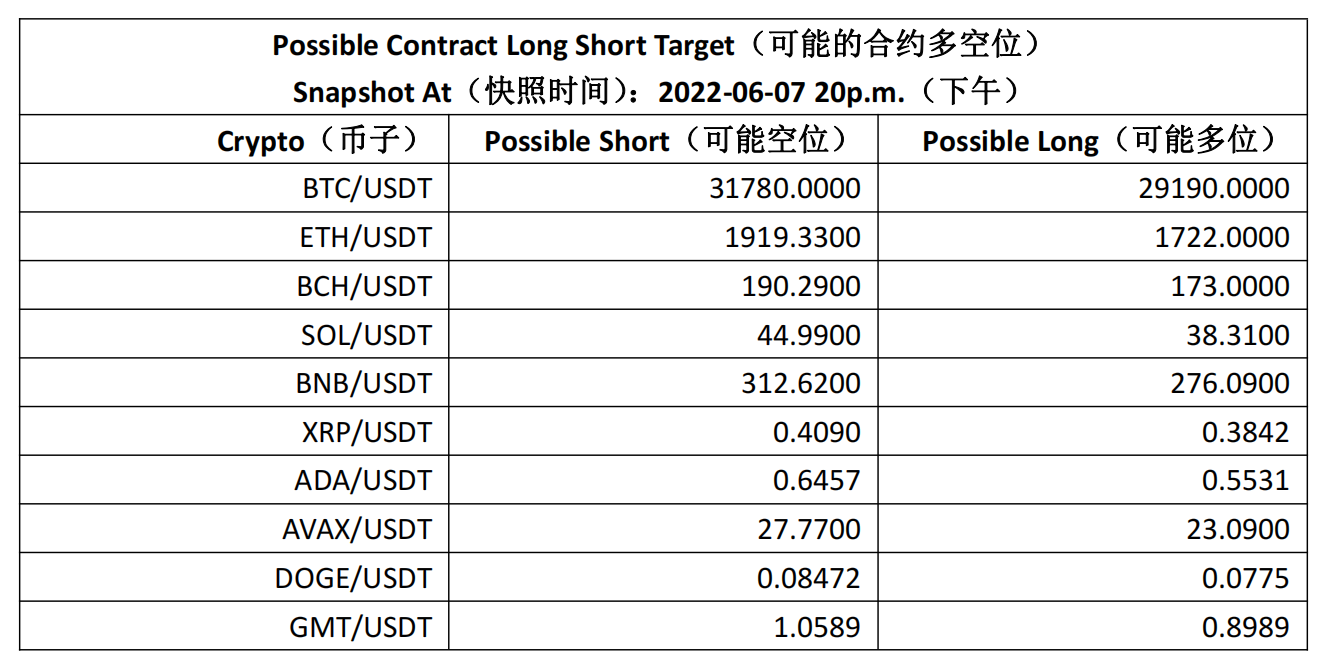 Possible Contract Long Short Target（可能的合约多空位）
Snapshot At（快照时间）：2022-06-07 20p.m.（下午）
Crypto（币子） Possible Short（可能空位） Possible Long（可能多位）
BTC/USDT 31780.0000 29190.0000
ETH/USDT 1919.3300 1722.0000
BCH/USDT 190.2900 173.0000
SOL/USDT 44.9900 38.3100
BNB/USDT 312.6200 276.0900
XRP/USDT 0.4090 0.3842
ADA/USDT 0.6457 0.5531
AVAX/USDT 27.7700 23.0900
DOGE/USDT 0.08472 0.0775
GMT/USDT 1.0589 0.8989